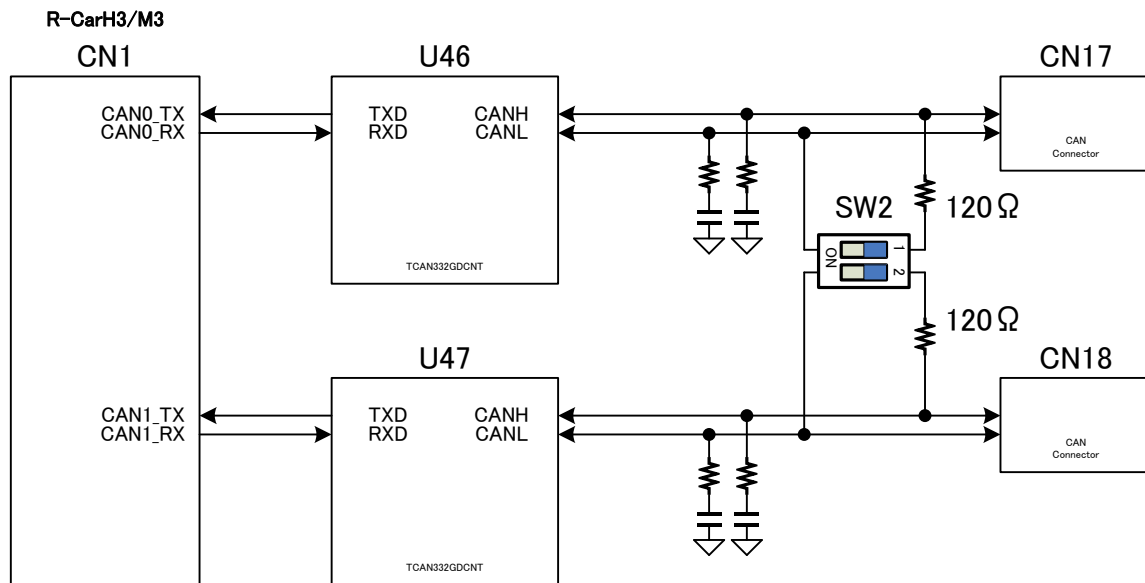 R-CarH3/M3
CN1
U46
CN17
CAN0_TX
CAN0_RX
TXD
RXD
CANH
CANL
CAN
Connector
TCAN332GDCNT
SW2
120Ω
ON
1
2
120Ω
U47
CN18
CAN1_TX
CAN1_RX
TXD
RXD
CANH
CANL
CAN
Connector
TCAN332GDCNT